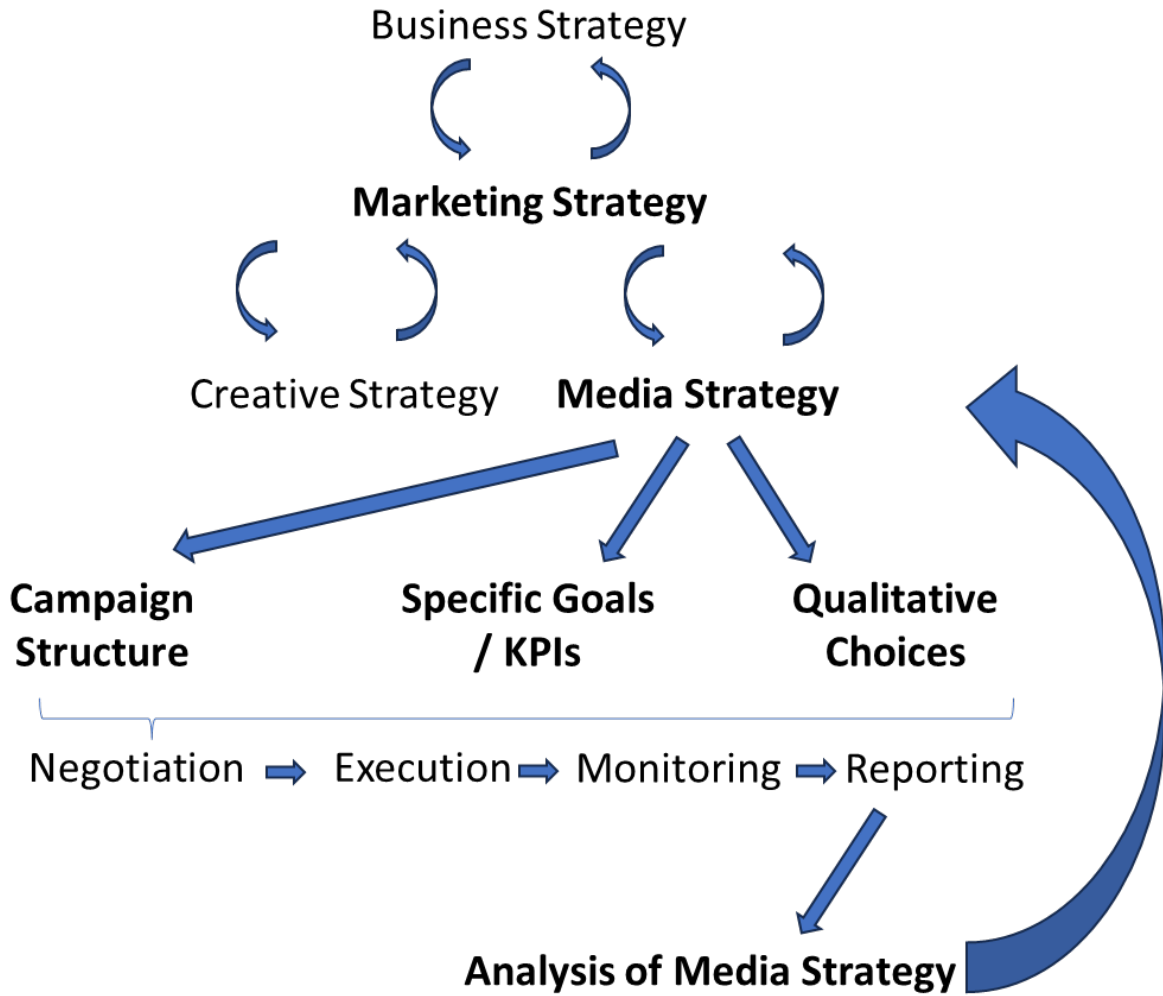 Business Strategy
Marketing Strategy
Creative Strategy
Media Strategy
Campaign
Structure
Specific Goals
/ KPIs
Qualitative
Choices
Negotiation
Execution
Monitoring
Reporting
Analysis of Media Strategy